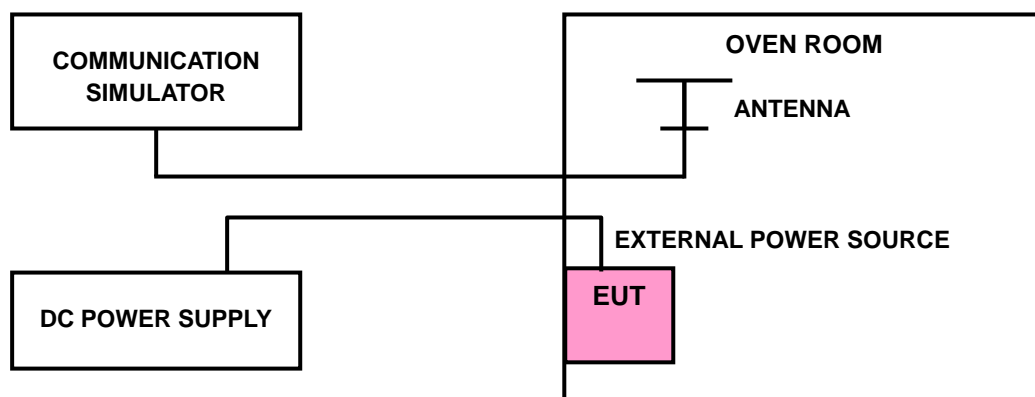 COMMUNICATION
SIMULATOR
OVEN ROOM
ANTENNA
EXTERNAL POWER SOURCE
EUT
DC POWER SUPPLY